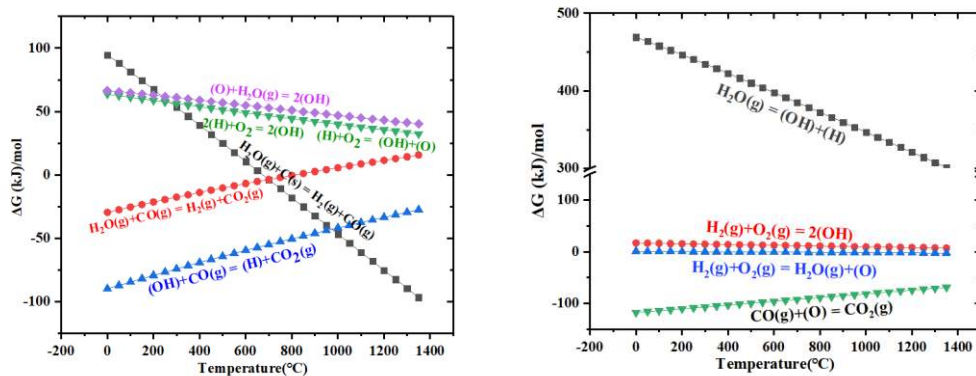 100
50
0
-50
-100
ΔG (kJ)/mol
(O)+H₂O(g) = 2(OH)
2(H)+O₂ = 2(OH) (H)+O₂ = (OH)+(O)
H₂O(g)+C(s) = H₂(g)+CO(g)
H₂O(g)+CO(g) = H₂(g)+CO₂(g)
(OH)+CO(g) = (H)+CO₂(g)
-200 0 200 400 600 800 1000 1200 1400
Temperature(℃)
500
400
300
100
0
-100
ΔG (kJ)/mol
H₂O(g) = (OH)+(H)
H₂(g)+O₂(g) = 2(OH)
H₂(g)+O₂(g) = H₂O(g)+(O)
CO(g)+(O) = CO₂(g)
-200 0 200 400 600 800 1000 1200 1400
Temperature(℃)